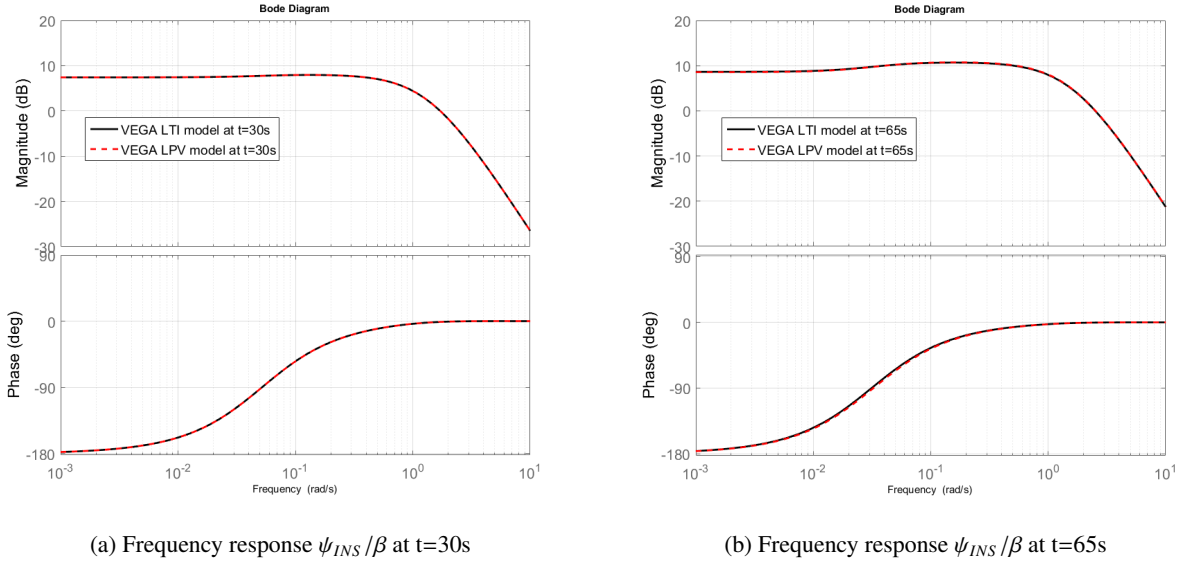 Bode Diagram
20
10
0
-10
-20
-30
Magnitude (dB)
VEGA LTI model at t=30s
VEGA LPV model at t=30s
90
0
-90
-180
Phase (deg)
10^-3
10^-2
10^-1
10^0
10^1
Frequency (rad/s)
(a) Frequency response ψ_INS/β at t=30s
Bode Diagram
20
10
0
-10
-20
-30
Magnitude (dB)
VEGA LTI model at t=65s
VEGA LPV model at t=65s
90
0
-90
-180
Phase (deg)
10^-3
10^-2
10^-1
10^0
10^1
Frequency (rad/s)
(b) Frequency response ψ_INS/β at t=65s